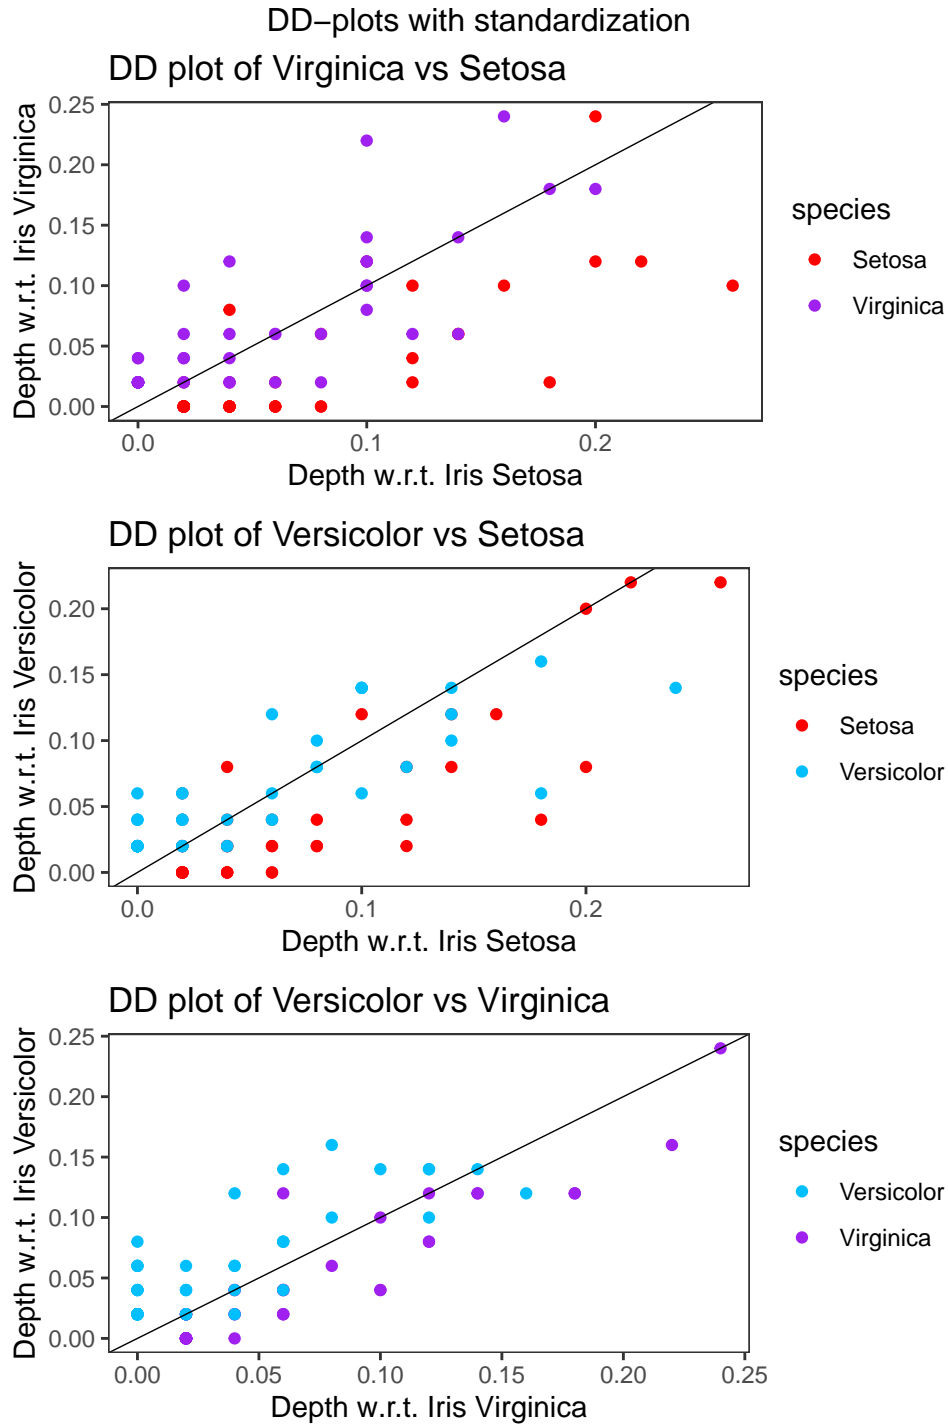 DD−plots with standardization
DD plot of Virginica vs Setosa
Depth w.r.t. Iris Virginica
0.25
0.20
0.15
0.10
0.05
0.00
0.0 0.1 0.2
Depth w.r.t. Iris Setosa
species
Setosa
Virginica
DD plot of Versicolor vs Setosa
Depth w.r.t. Iris Versicolor
0.20
0.15
0.10
0.05
0.00
0.0 0.1 0.2
Depth w.r.t. Iris Setosa
species
Setosa
Versicolor
DD plot of Versicolor vs Virginica
Depth w.r.t. Iris Versicolor
0.25
0.20
0.15
0.10
0.05
0.00
0.00 0.05 0.10 0.15 0.20 0.25
Depth w.r.t. Iris Virginica
species
Versicolor
Virginica